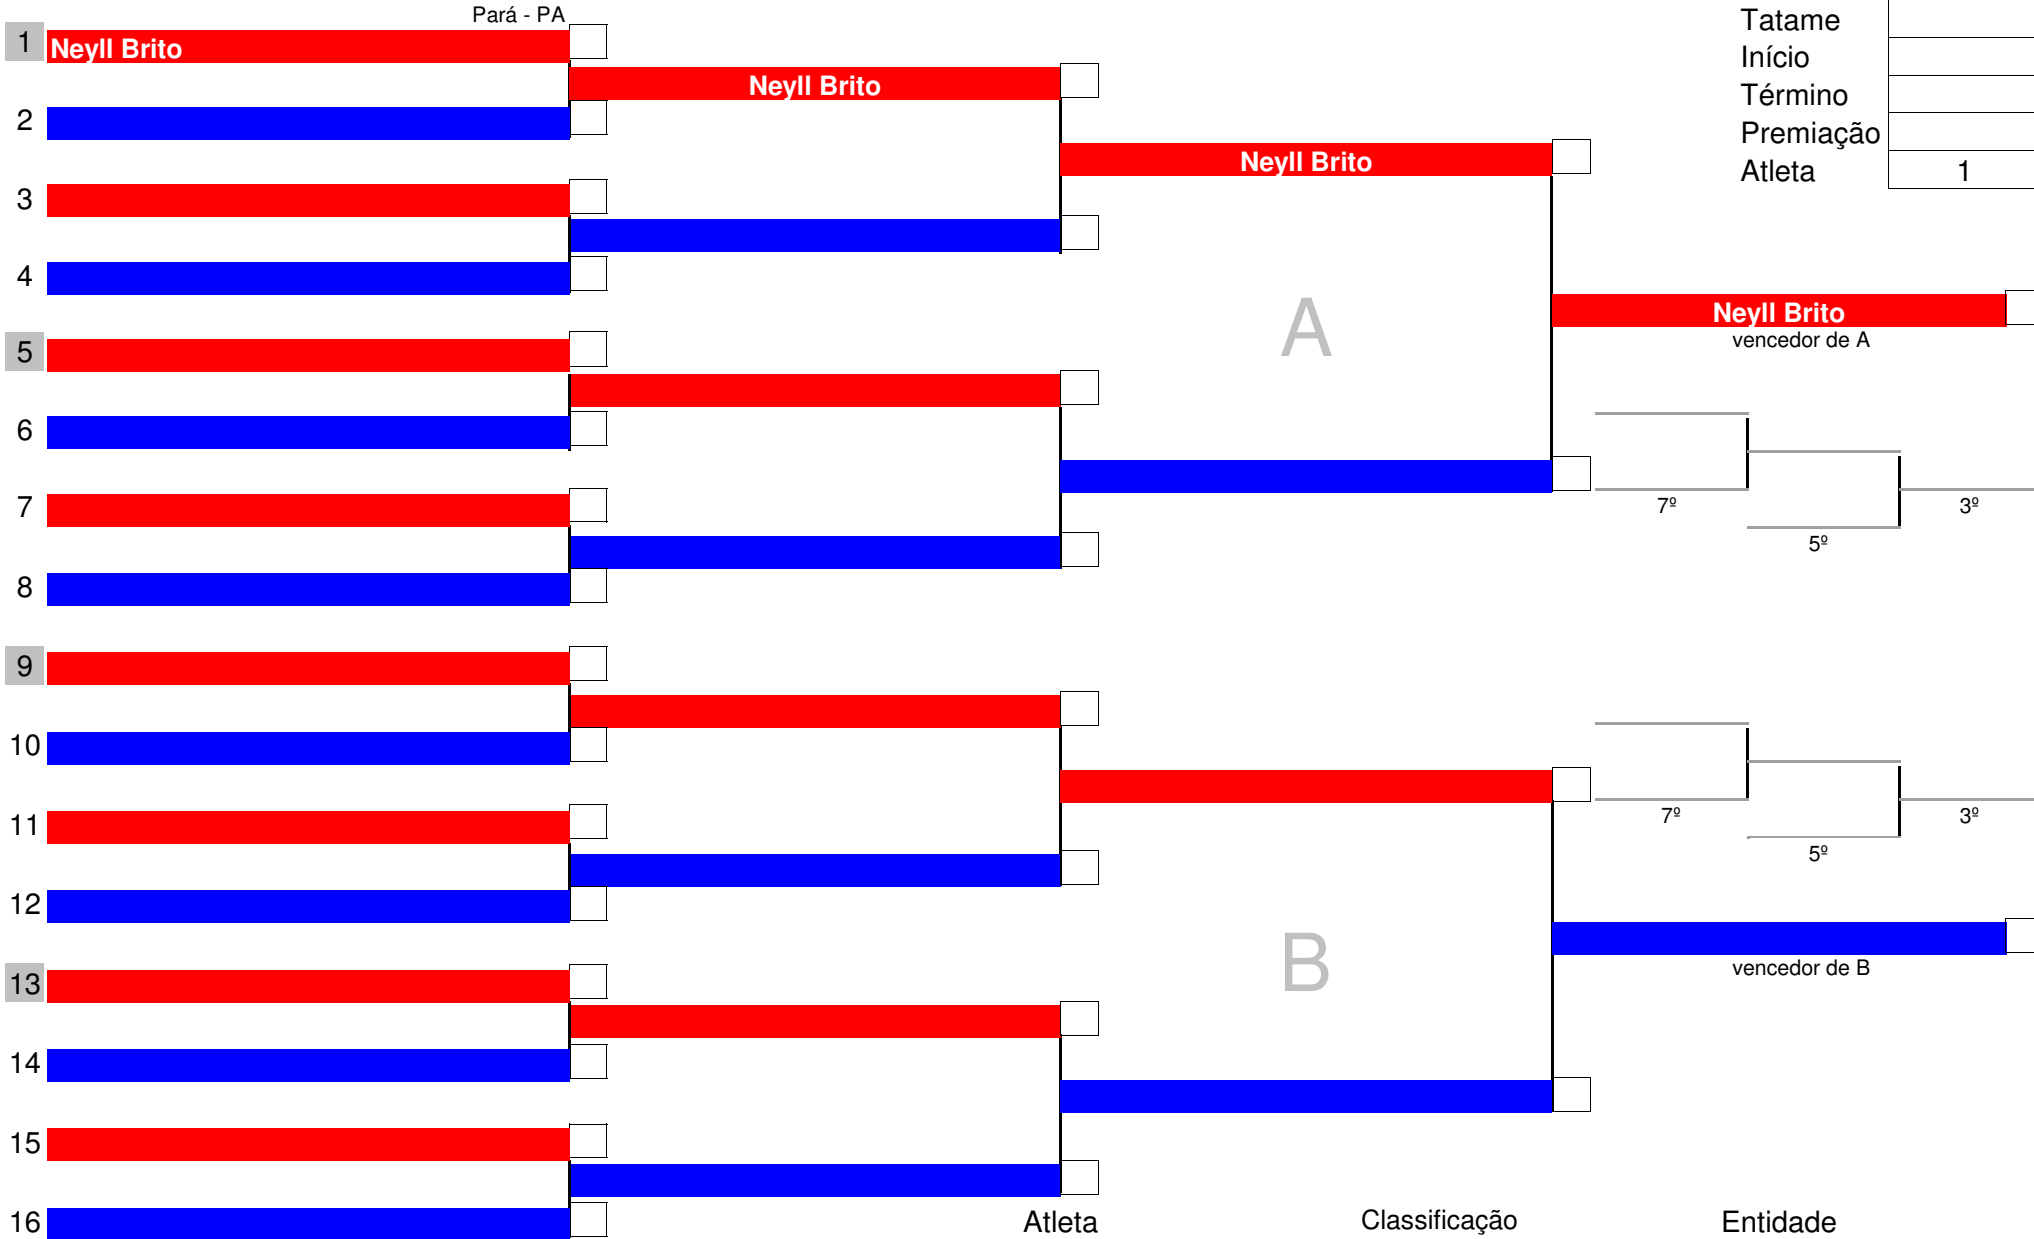 Pará - PA
Tatame
1 Neyll Brito
Início
Neyll Brito
Término
2
Premiação
Neyll Brito
Atleta 1
3
4
A
Neyll Brito
vencedor de A
5
6
7
7º
3º
5º
8
9
10
11
7º
3º
5º
12
B
13
vencedor de B
14
15
16
Atleta
Classificação
Entidade